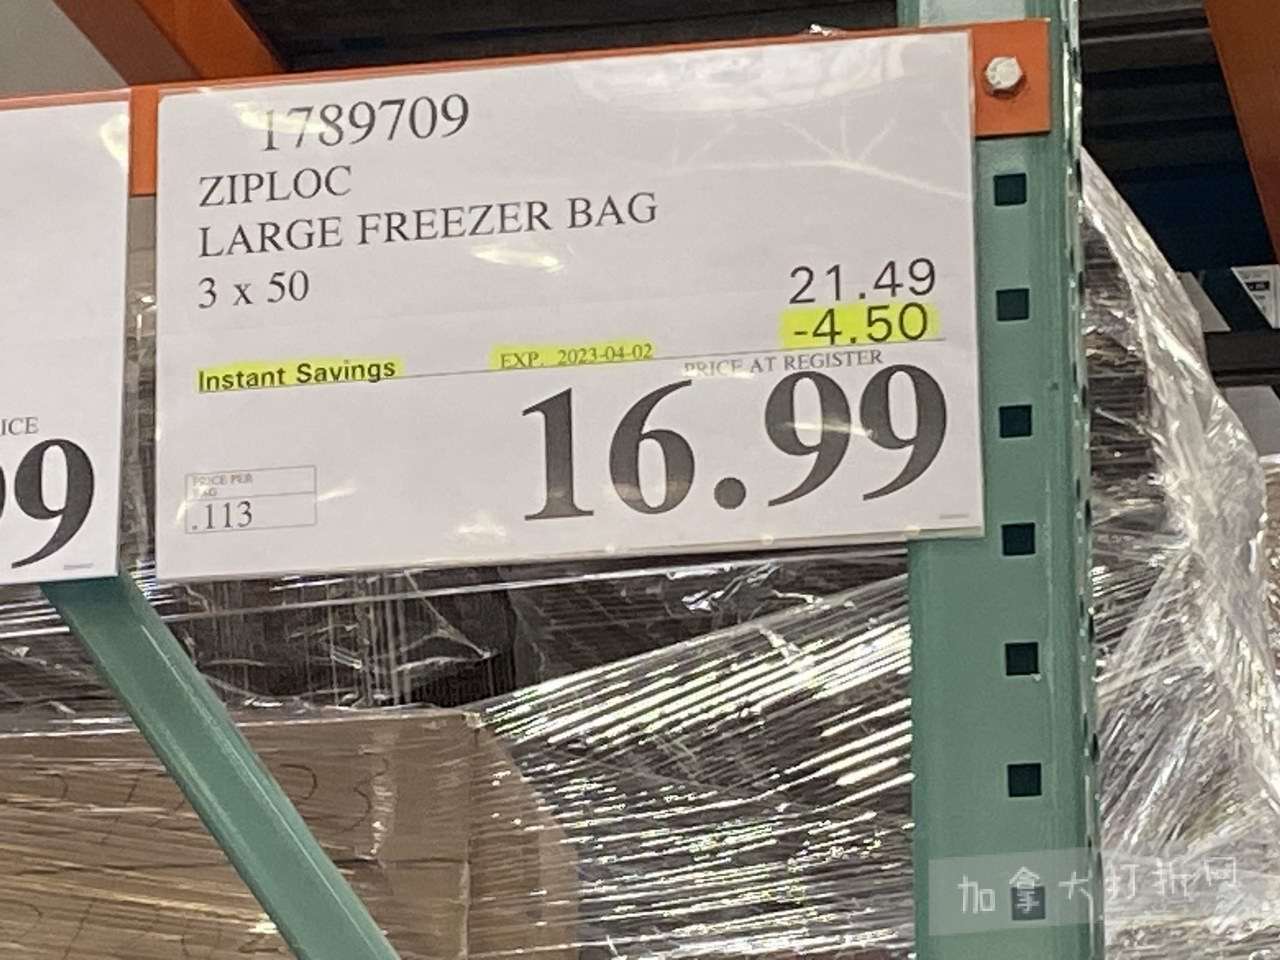 1789709
ZIPLOC
LARGE FREEZER BAG
3 x 50
21.49
-4.50
Instant Savings
EXP. 2023-04-02
PRICE AT REGISTER
16.99
PRICE PER
BAG
.113
ICE
99
加拿大打折网